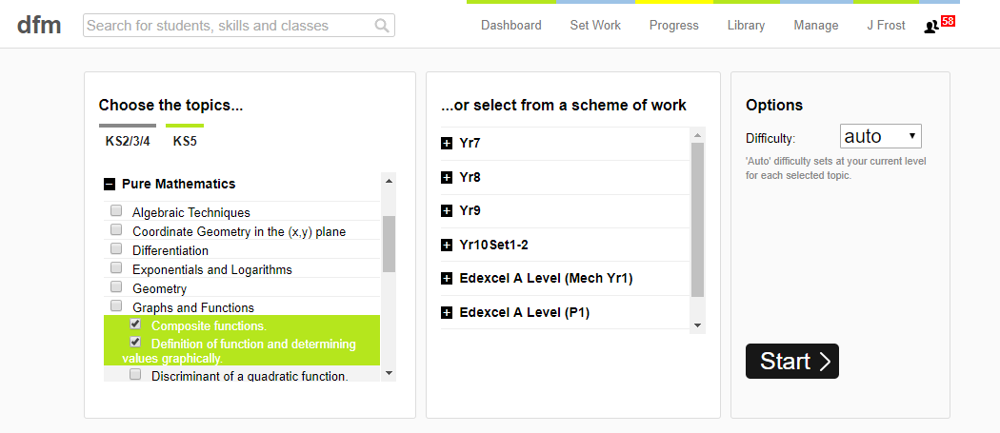 dfm
Search for students, skills and classes
Dashboard
Set Work
Progress
Library
Manage
J Frost
58
Choose the topics...
KS2/3/4
KS5
Pure Mathematics
Algebraic Techniques
Coordinate Geometry in the (x,y) plane
Differentiation
Exponentials and Logarithms
Geometry
Graphs and Functions
Composite functions.
Definition of function and determining
values graphically.
Discriminant of a quadratic function.
...or select from a scheme of work
Yr7
Yr8
Yr9
Yr10Set1-2
Edexcel A Level (Mech Yr1)
Edexcel A Level (P1)
Options
Difficulty:
auto
'Auto' difficulty sets at your current level
for each selected topic.
Start